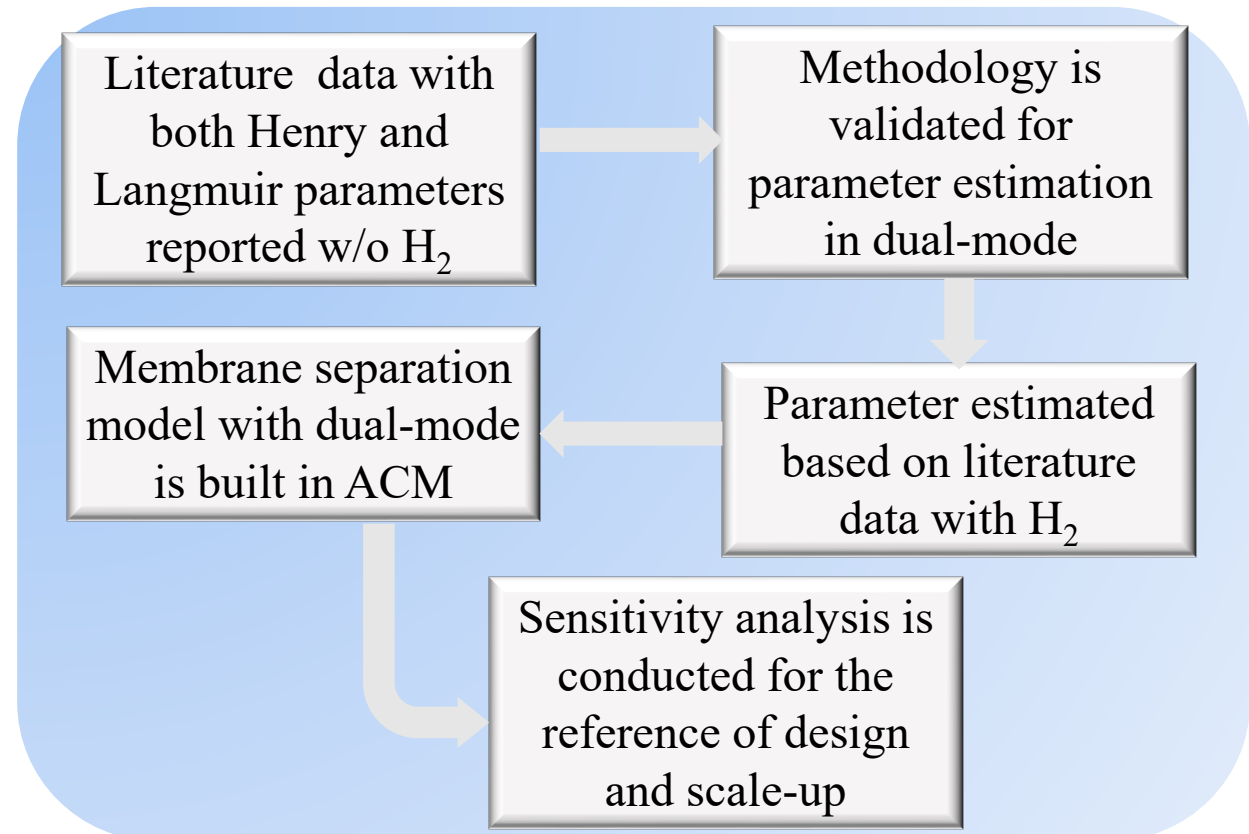 Literature data with
both Henry and
Langmuir parameters
reported w/o H₂
Methodology is
validated for
parameter estimation
in dual-mode
Parameter estimated
based on literature
data with H₂
Membrane separation
model with dual-mode
is built in ACM
Sensitivity analysis is
conducted for the
reference of design
and scale-up